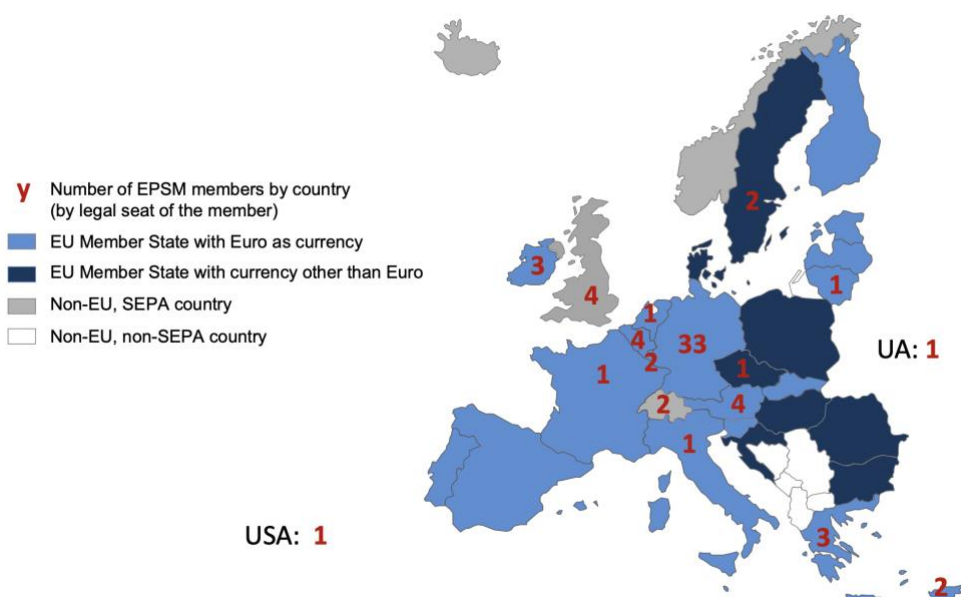 y Number of EPSM members by country
(by legal seat of the member)
EU Member State with Euro as currency
EU Member State with currency other than Euro
Non-EU, SEPA country
Non-EU, non-SEPA country
2
3
4
1
1
4
33
2
1
1
UA: 1
2
4
1
USA: 1
3
2